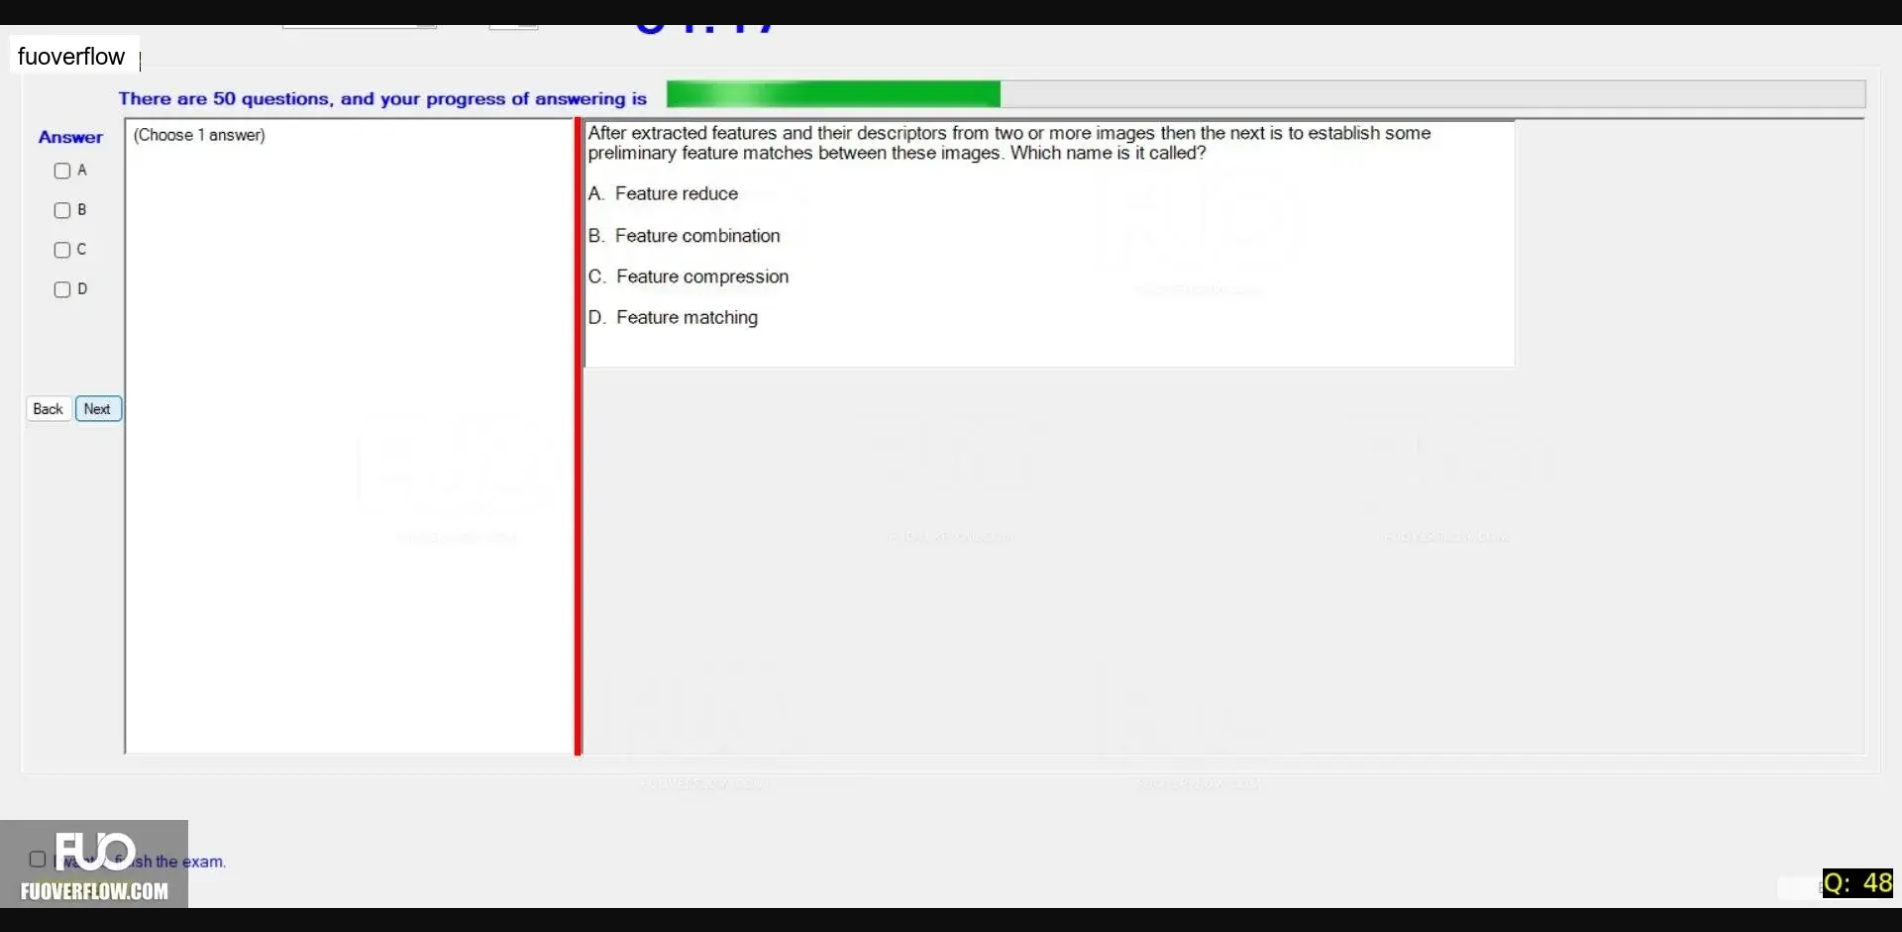 fuoverflow
There are 50 questions, and your progress of answering is
Answer
(Choose 1 answer)
A
B
C
D
Back Next
After extracted features and their descriptors from two or more images then the next is to establish some
preliminary feature matches between these images. Which name is it called?
A. Feature reduce
B. Feature combination
C. Feature compression
D. Feature matching
FUO
sh the exam.
FUOVERFLOW.COM
Q: 48